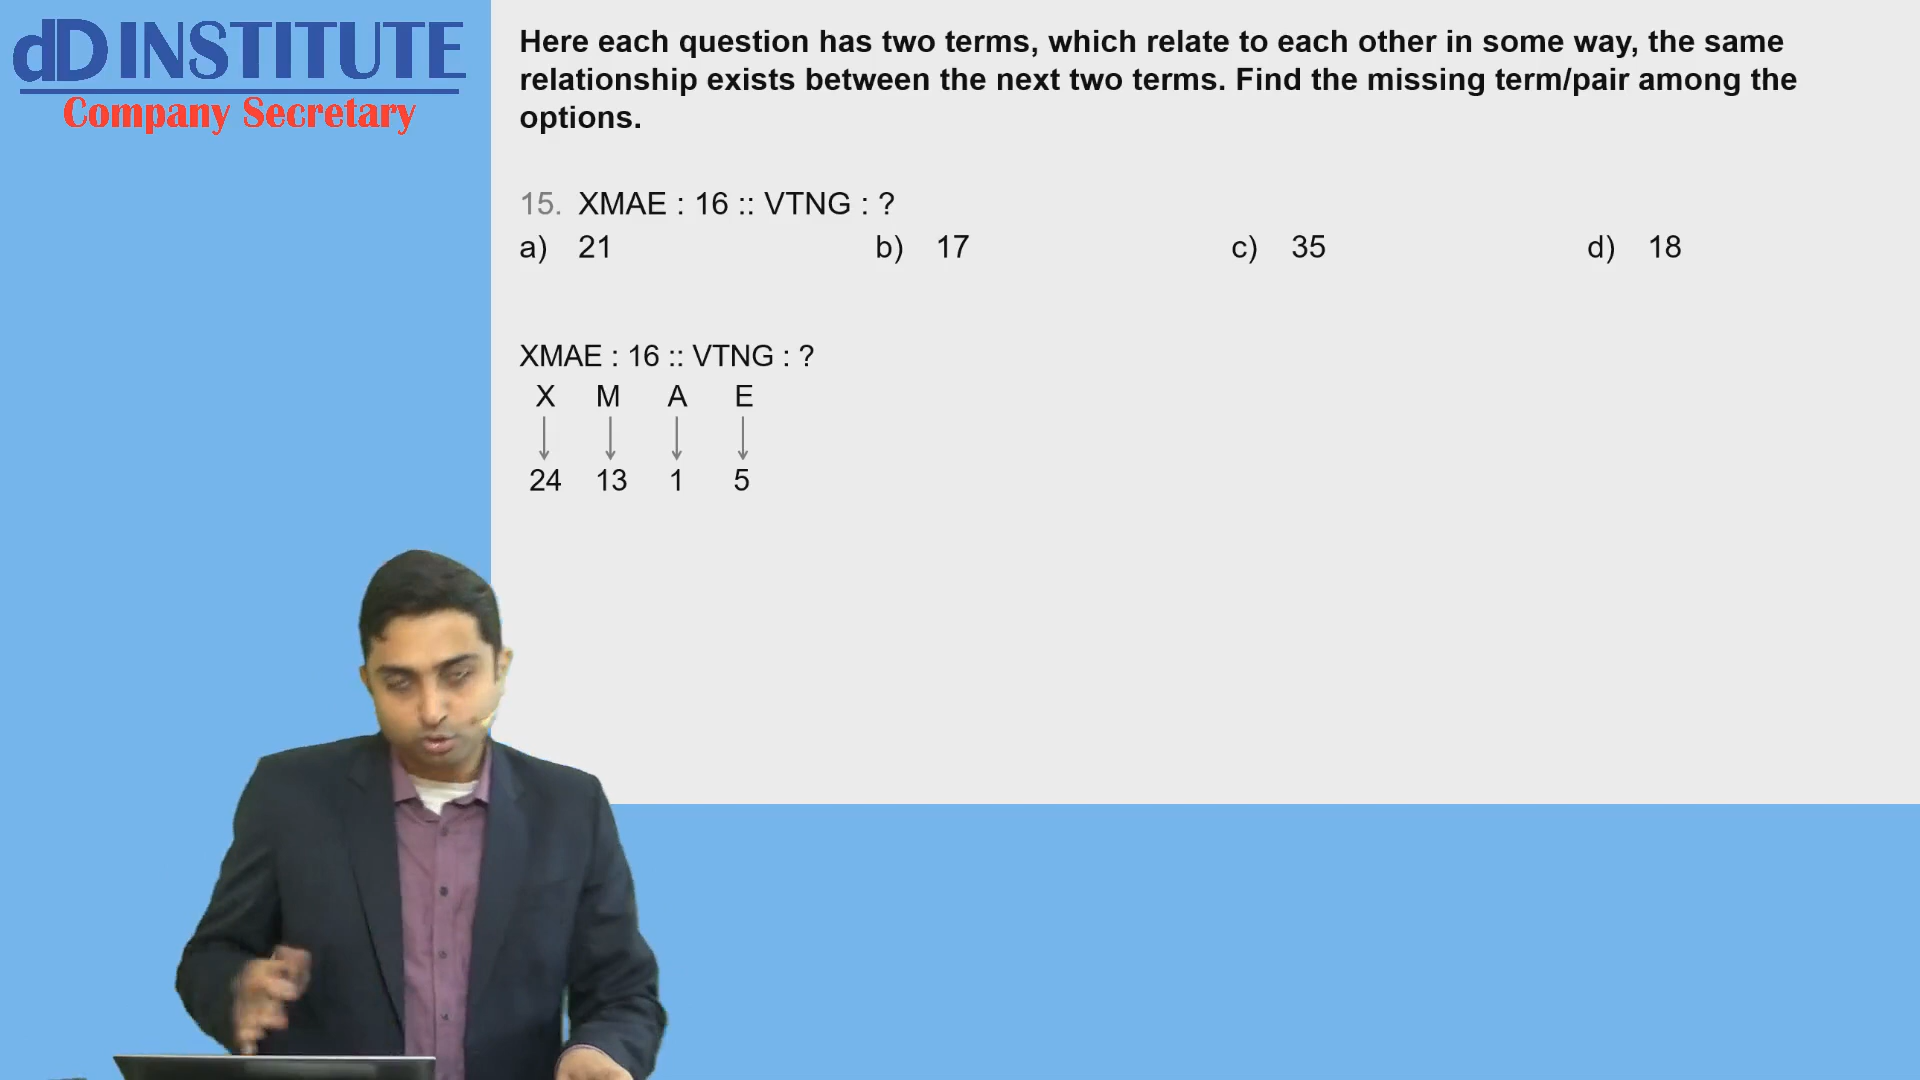 dD INSTITUTE
Company Secretary
Here each question has two terms, which relate to each other in some way, the same
relationship exists between the next two terms. Find the missing term/pair among the
options.
15. XMAE : 16 :: VTNG : ?
a) 21 b) 17 c) 35 d) 18
XMAE : 16 :: VTNG : ?
X M A E
24 13 1 5